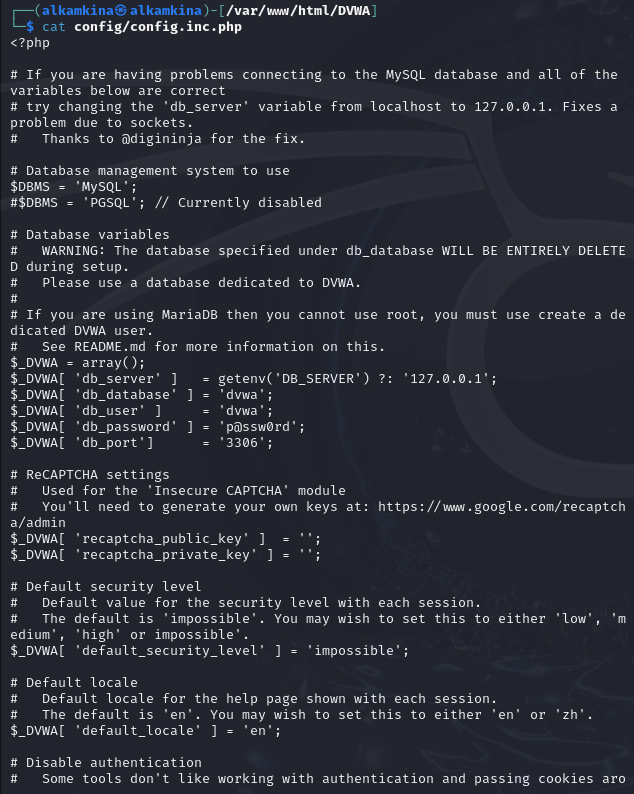 ┌──(alkamkina㉿alkamkina)-[/var/www/html/DVWA]
└─$ cat config/config.inc.php
<?php

# If you are having problems connecting to the MySQL database and all of the
variables below are correct
# try changing the 'db_server' variable from localhost to 127.0.0.1. Fixes a
problem due to sockets.
#   Thanks to @digininja for the fix.

# Database management system to use
$DBMS = 'MySQL';
#$DBMS = 'PGSQL'; // Currently disabled

# Database variables
#   WARNING: The database specified under db_database WILL BE ENTIRELY DELETE
D during setup.
#   Please use a database dedicated to DVWA.
#
# If you are using MariaDB then you cannot use root, you must use create a de
dicated DVWA user.
#   See README.md for more information on this.
$_DVWA = array();
$_DVWA[ 'db_server' ]   = getenv('DB_SERVER') ?: '127.0.0.1';
$_DVWA[ 'db_database' ] = 'dvwa';
$_DVWA[ 'db_user' ]     = 'dvwa';
$_DVWA[ 'db_password' ] = 'p@ssw0rd';
$_DVWA[ 'db_port']      = '3306';

# ReCAPTCHA settings
#   Used for the 'Insecure CAPTCHA' module
#   You'll need to generate your own keys at: https://www.google.com/recaptch
a/admin
$_DVWA[ 'recaptcha_public_key' ]  = '';
$_DVWA[ 'recaptcha_private_key' ] = '';

# Default security level
#   Default value for the security level with each session.
#   The default is 'impossible'. You may wish to set this to either 'low', 'm
edium', 'high' or impossible'.
$_DVWA[ 'default_security_level' ] = 'impossible';

# Default locale
#   Default locale for the help page shown with each session.
#   The default is 'en'. You may wish to set this to either 'en' or 'zh'.
$_DVWA[ 'default_locale' ] = 'en';

# Disable authentication
#   Some tools don't like working with authentication and passing cookies aro